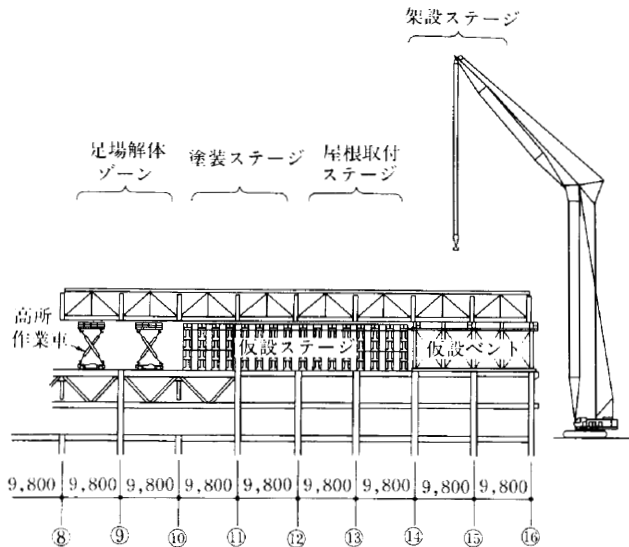 架設ステージ
足場解体
ゾーン
塗装ステージ
屋根取付
ステージ
高所
作業車
仮設ステージ
仮設ベント
9,800 9,800 9,800 9,800 9,800 9,800 9,800 9,800 9,800
⑧ ⑨ ⑩ ⑪ ⑫ ⑬ ⑭ ⑮ ⑯